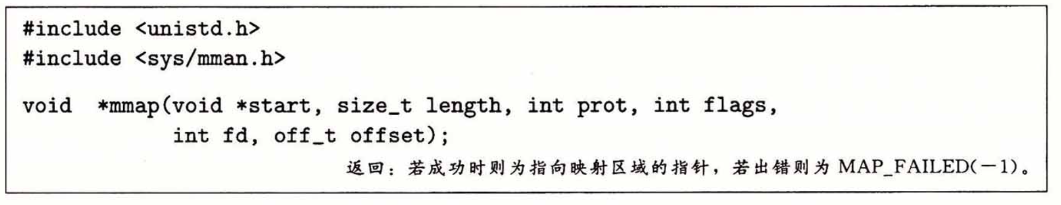 #include <unistd.h>
#include <sys/mman.h>
void  *mmap(void *start, size_t length, int prot, int flags,
int fd, off_t offset);
返回：若成功时则为指向映射区域的指针，若出错则为 MAP_FAILED(－1)。